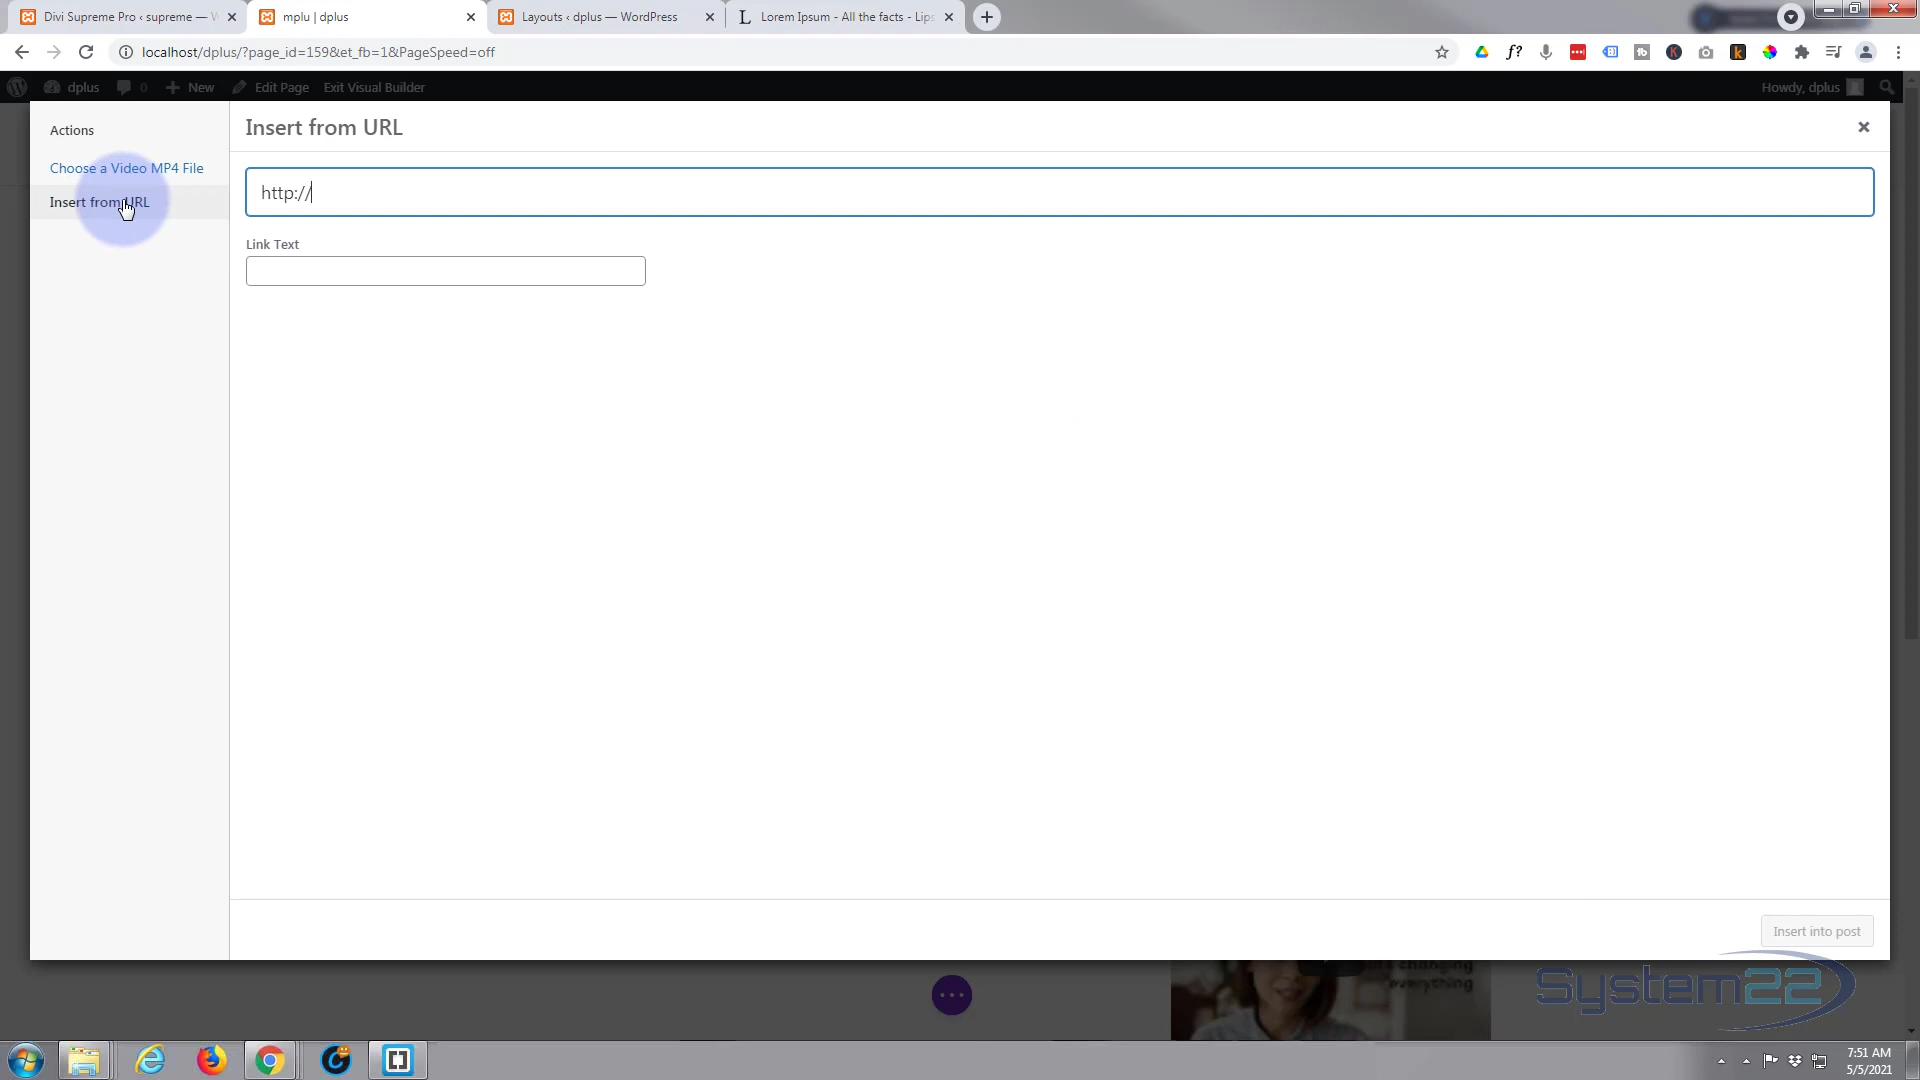 Divi Supreme Pro ‹ supreme — W
mplu | dplus
Layouts ‹ dplus — WordPress
Lorem Ipsum - All the facts - Lips
localhost/dplus/?page_id=159&et_fb=1&PageSpeed=off
dplus
0
New
Edit Page
Exit Visual Builder
Howdy, dplus
Actions
Choose a Video MP4 File
Insert from URL
Insert from URL
http://
Link Text
Insert into post
everything
System22
7:51 AM
5/5/2021